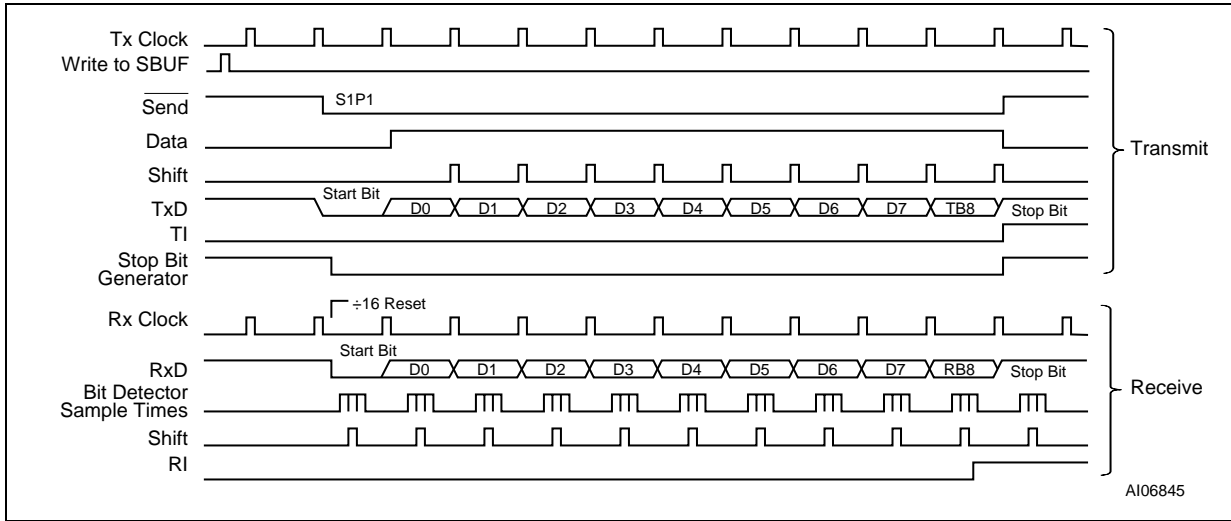 Tx Clock
Write to SBUF
Send
S1P1
Data
Shift
Start Bit
TxD
D0 D1 D2 D3 D4 D5 D6 D7 TB8 Stop Bit
TI
Stop Bit
Generator
Transmit
÷16 Reset
Rx Clock
Start Bit
RxD
D0 D1 D2 D3 D4 D5 D6 D7 RB8 Stop Bit
Bit Detector
Sample Times
Shift
RI
Receive
AI06845